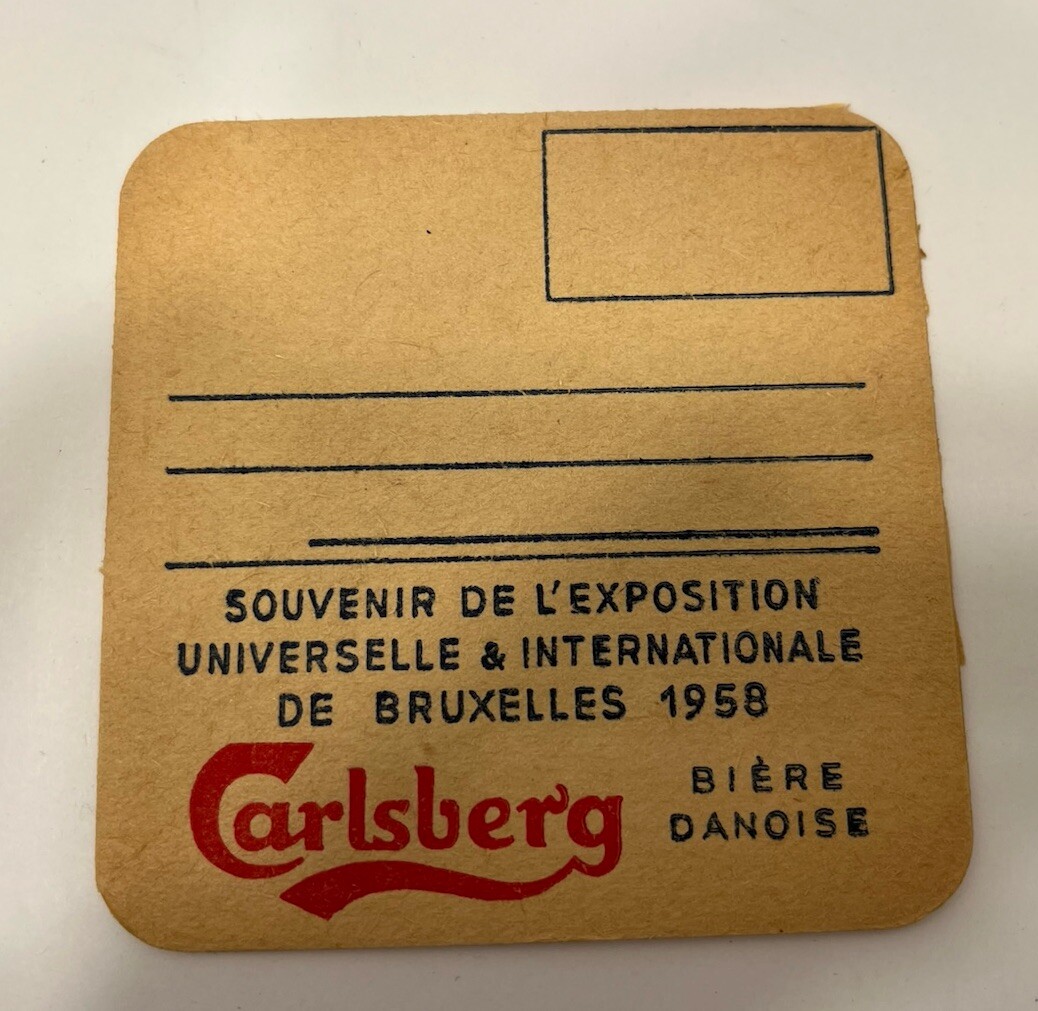 SOUVENIR DE L'EXPOSITION
UNIVERSELLE & INTERNATIONALE
DE BRUXELLES 1958
Carlsberg
BIÈRE
DANOISE